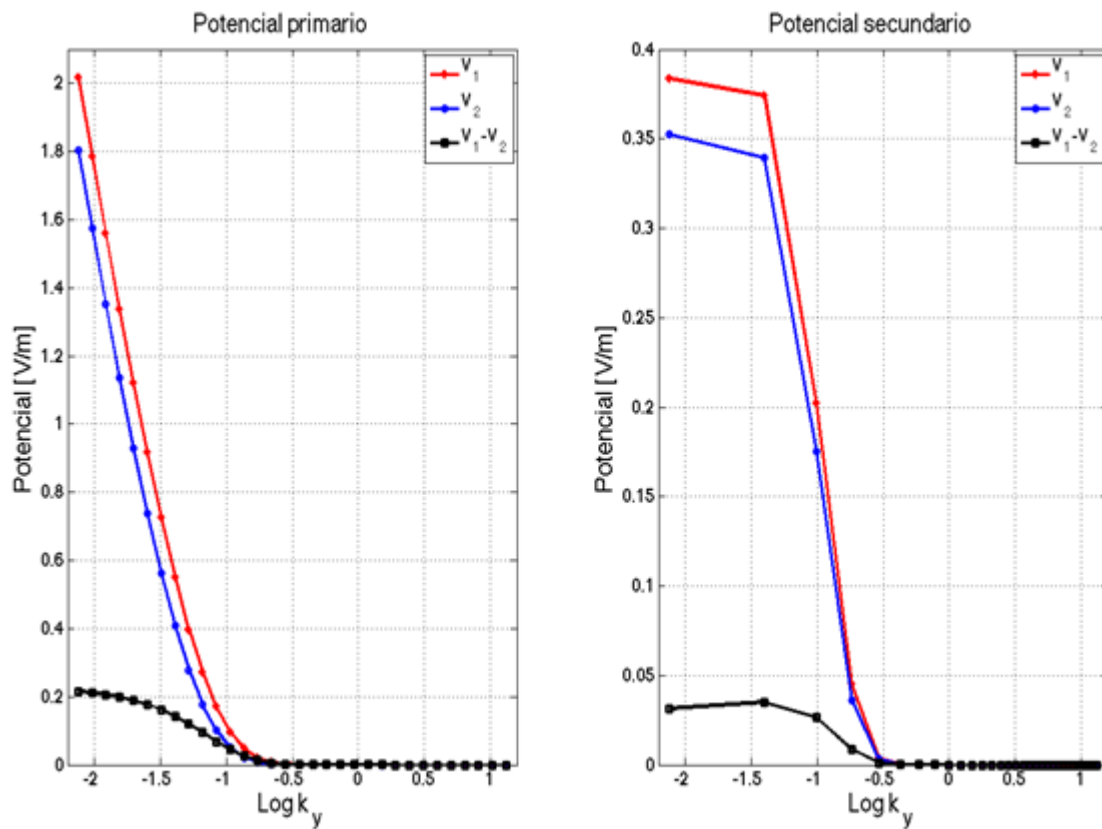 Potencial primario
V1
V2
V1-V2
2
1.8
1.6
1.4
1.2
1
0.8
0.6
0.4
0.2
0
-2 -1.5 -1 -0.5 0 0.5 1
Potencial [V/m]
Log ky
Potencial secundario
V1
V2
V1-V2
0.4
0.35
0.3
0.25
0.2
0.15
0.1
0.05
0
-2 -1.5 -1 -0.5 0 0.5 1
Potencial [V/m]
Log ky